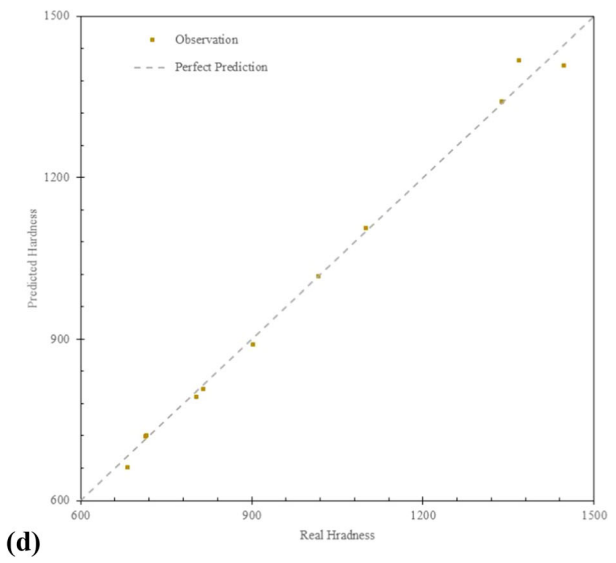 1500
Observation
Perfect Prediction
1200
Predicted Hardness
900
600
600 900 1200 1500
Real Hradness
(d)